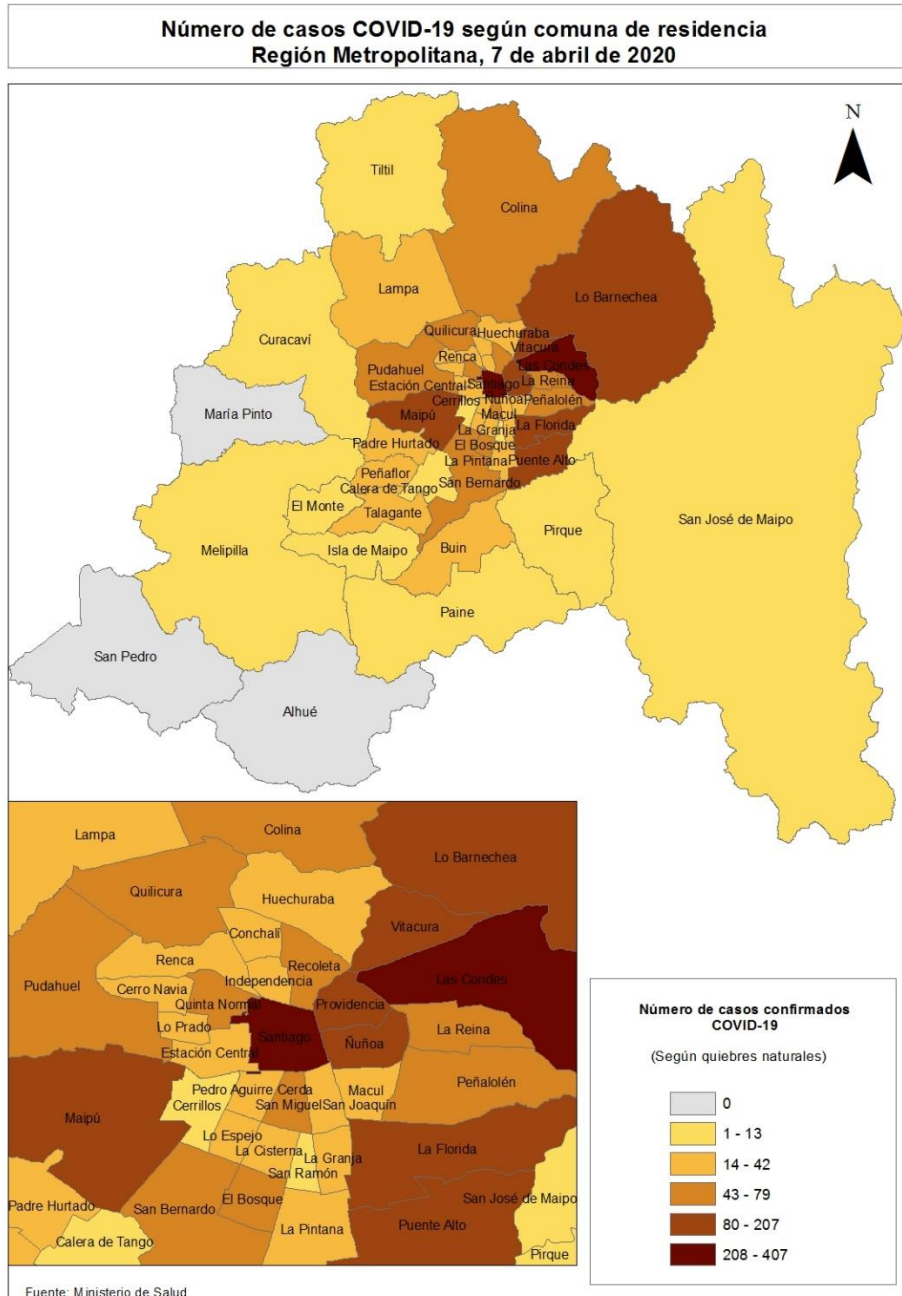 Número de casos COVID-19 según comuna de residencia
Región Metropolitana, 7 de abril de 2020
N
Tiltil
Colina
Lo Barnechea
Lampa
Curacaví
Quilicura
Huechuraba
Vitacura
Renca
Las Condes
Pudahuel
Estación Central
Santiago
La Reina
Cerrillos
Ñuñoa
Peñalolén
María Pinto
Maipú
Macul
La Florida
La Granja
Padre Hurtado
El Bosque
La Pintana
Puente Alto
Peñaflor
Calera de Tango
San Bernardo
El Monte
Talagante
San José de Maipo
Pirque
Melipilla
Isla de Maipo
Buin
Paine
San Pedro
Alhué
Lampa
Colina
Lo Barnechea
Quilicura
Huechuraba
Vitacura
Conchalí
Renca
Recoleta
Las Condes
Pudahuel
Independencia
Cerro Navia
Quinta Normal
Providencia
Lo Prado
Santiago
Ñuñoa
La Reina
Estación Central
Peñalolén
Pedro Aguirre Cerda
Macul
Cerrillos
San Miguel
San Joaquín
Maipú
Lo Espejo
La Cisterna
La Granja
La Florida
San Ramón
Padre Hurtado
San Bernardo
El Bosque
San José de Maipo
La Pintana
Puente Alto
Calera de Tango
Pirque
Número de casos confirmados
COVID-19
(Según quiebres naturales)
0
1 - 13
14 - 42
43 - 79
80 - 207
208 - 407
Fuente: Ministerio de Salud